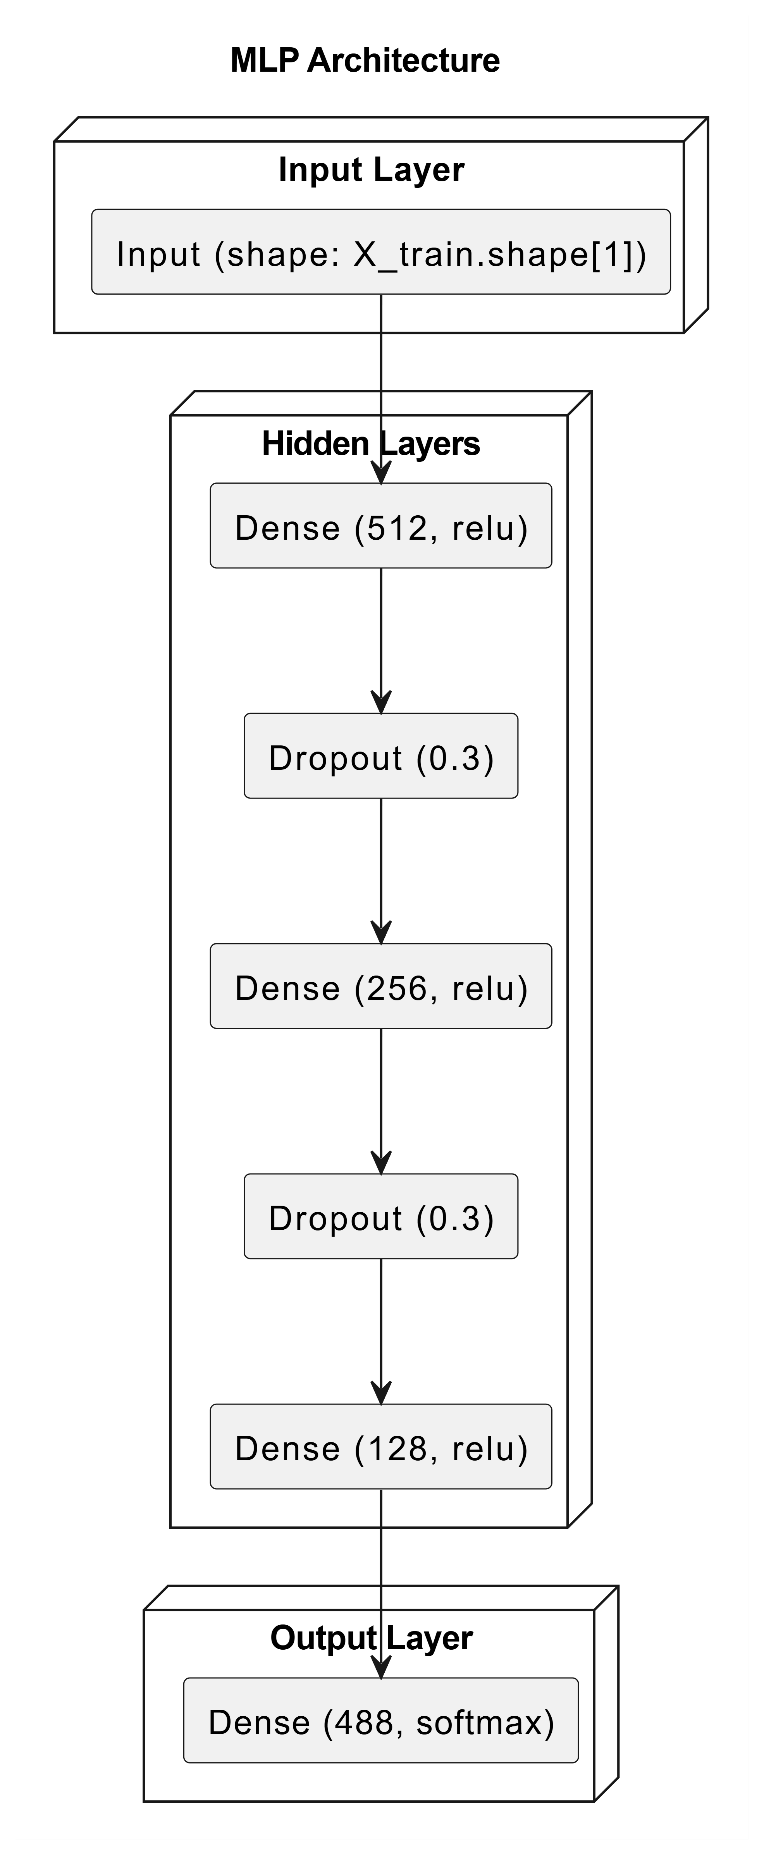 MLP Architecture
Input Layer
Input (shape: X_train.shape[1])
Hidden Layers
Dense (512, relu)
Dropout (0.3)
Dense (256, relu)
Dropout (0.3)
Dense (128, relu)
Output Layer
Dense (488, softmax)